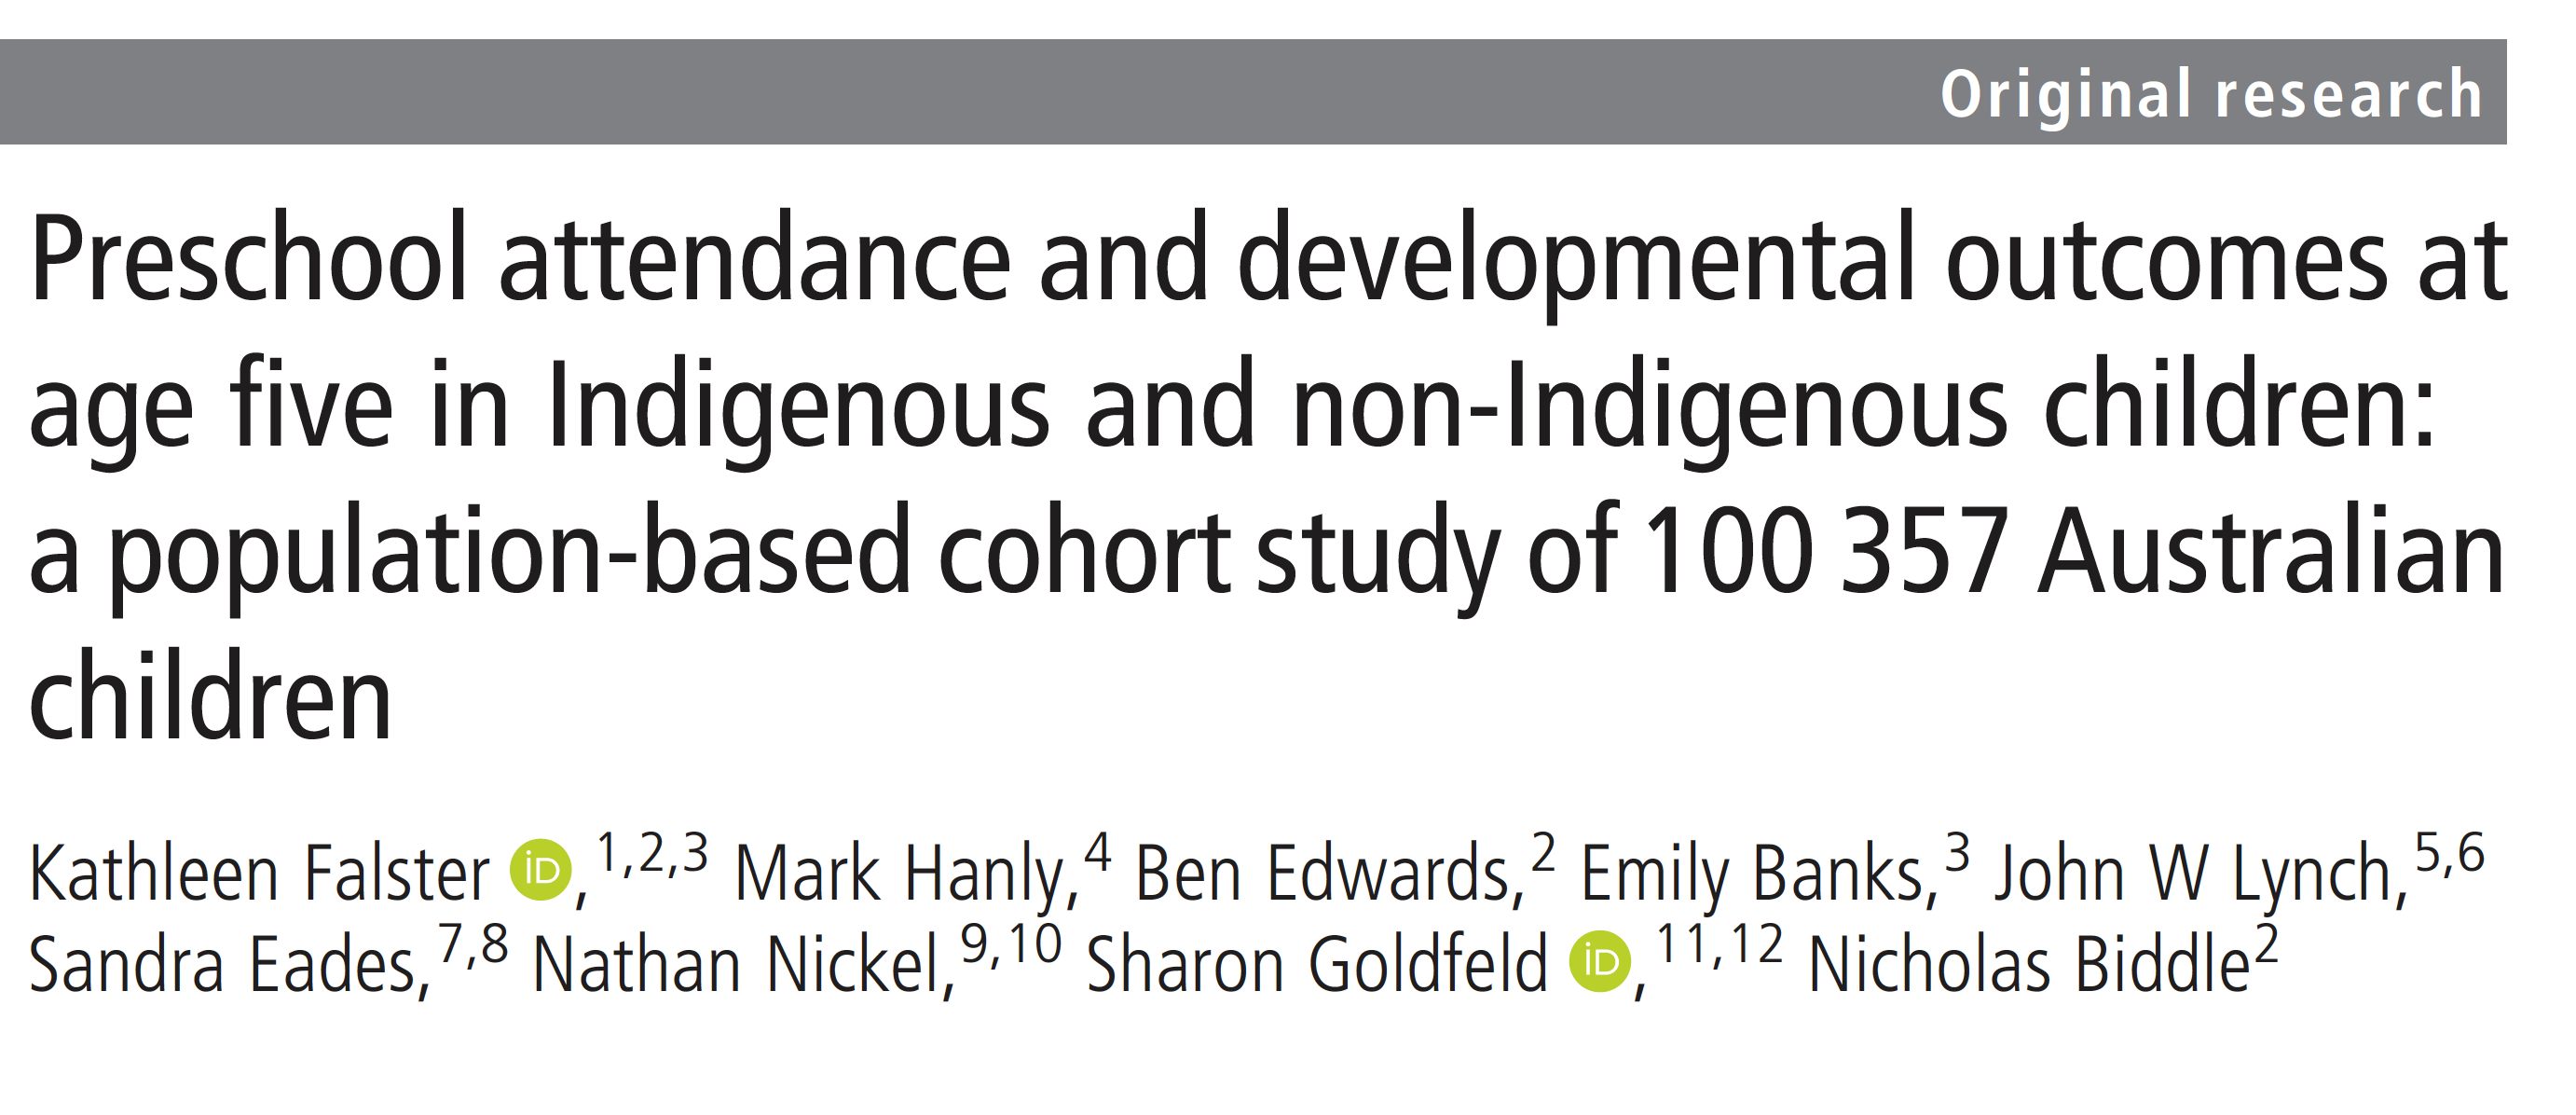 Original research
Preschool attendance and developmental outcomes at
age five in Indigenous and non-Indigenous children:
a population-based cohort study of 100 357 Australian
children
Kathleen Falster iD,1,2,3 Mark Hanly,4 Ben Edwards,2 Emily Banks,3 John W Lynch,5,6
Sandra Eades,7,8 Nathan Nickel,9,10 Sharon Goldfeld iD,11,12 Nicholas Biddle2